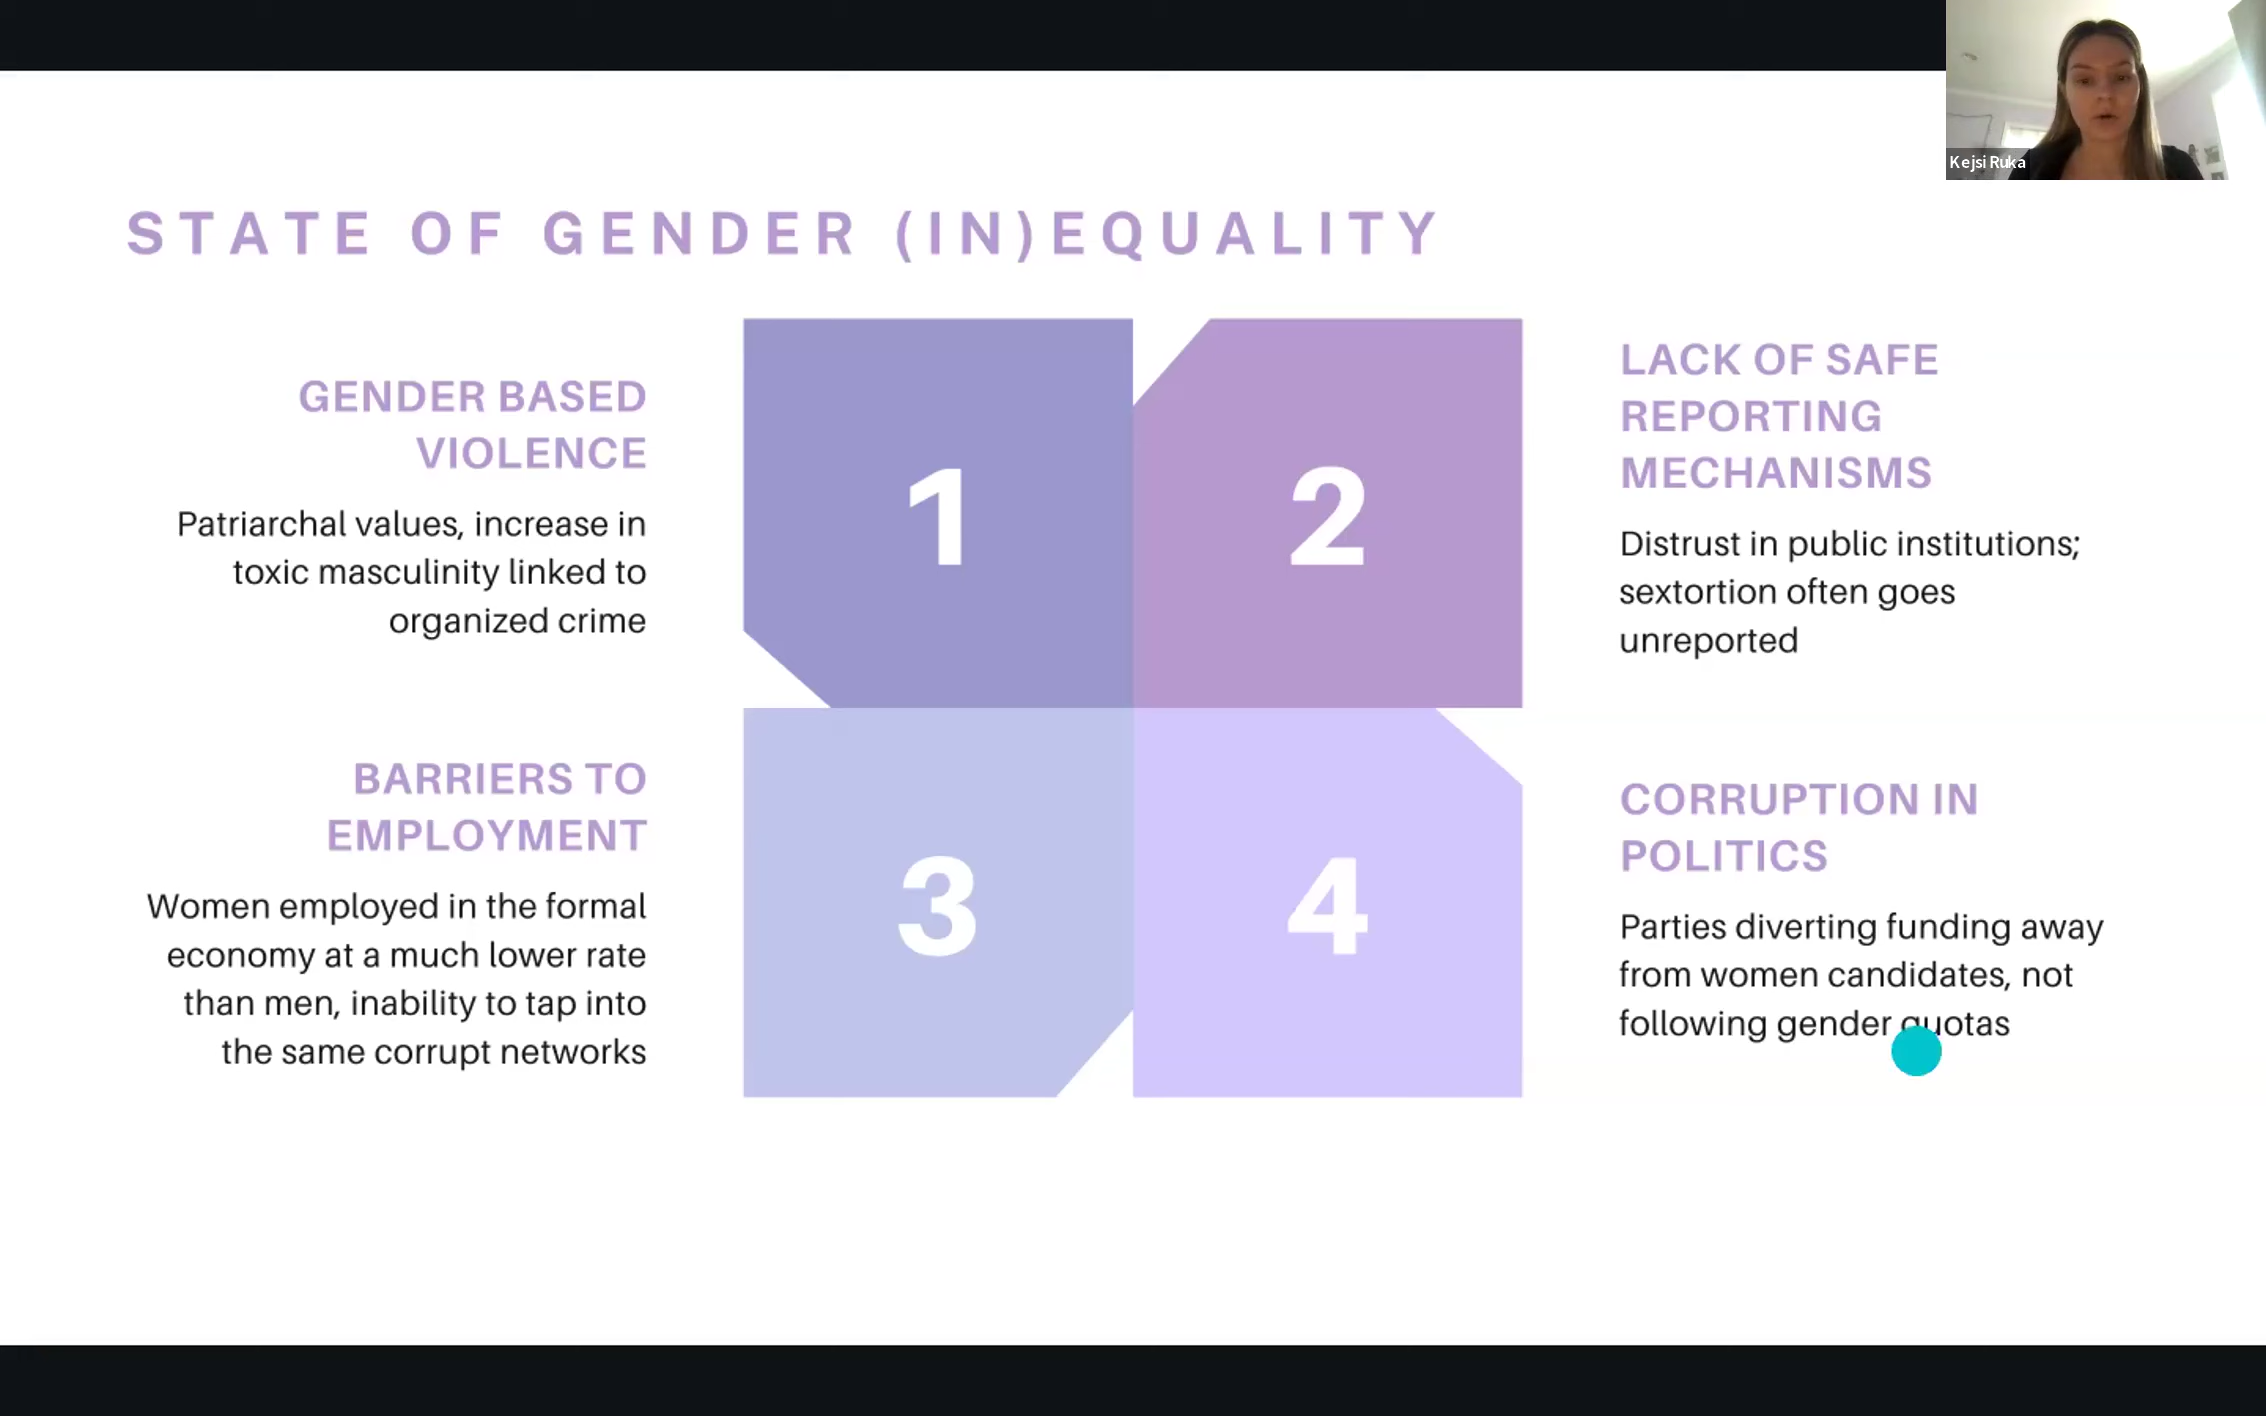 Kejsi Ruka
STATE OF GENDER (IN)EQUALITY
GENDER BASED
VIOLENCE
Patriarchal values, increase in
toxic masculinity linked to
organized crime
1
2
LACK OF SAFE
REPORTING
MECHANISMS
Distrust in public institutions;
sextortion often goes
unreported
BARRIERS TO
EMPLOYMENT
Women employed in the formal
economy at a much lower rate
than men, inability to tap into
the same corrupt networks
3
4
CORRUPTION IN
POLITICS
Parties diverting funding away
from women candidates, not
following gender quotas